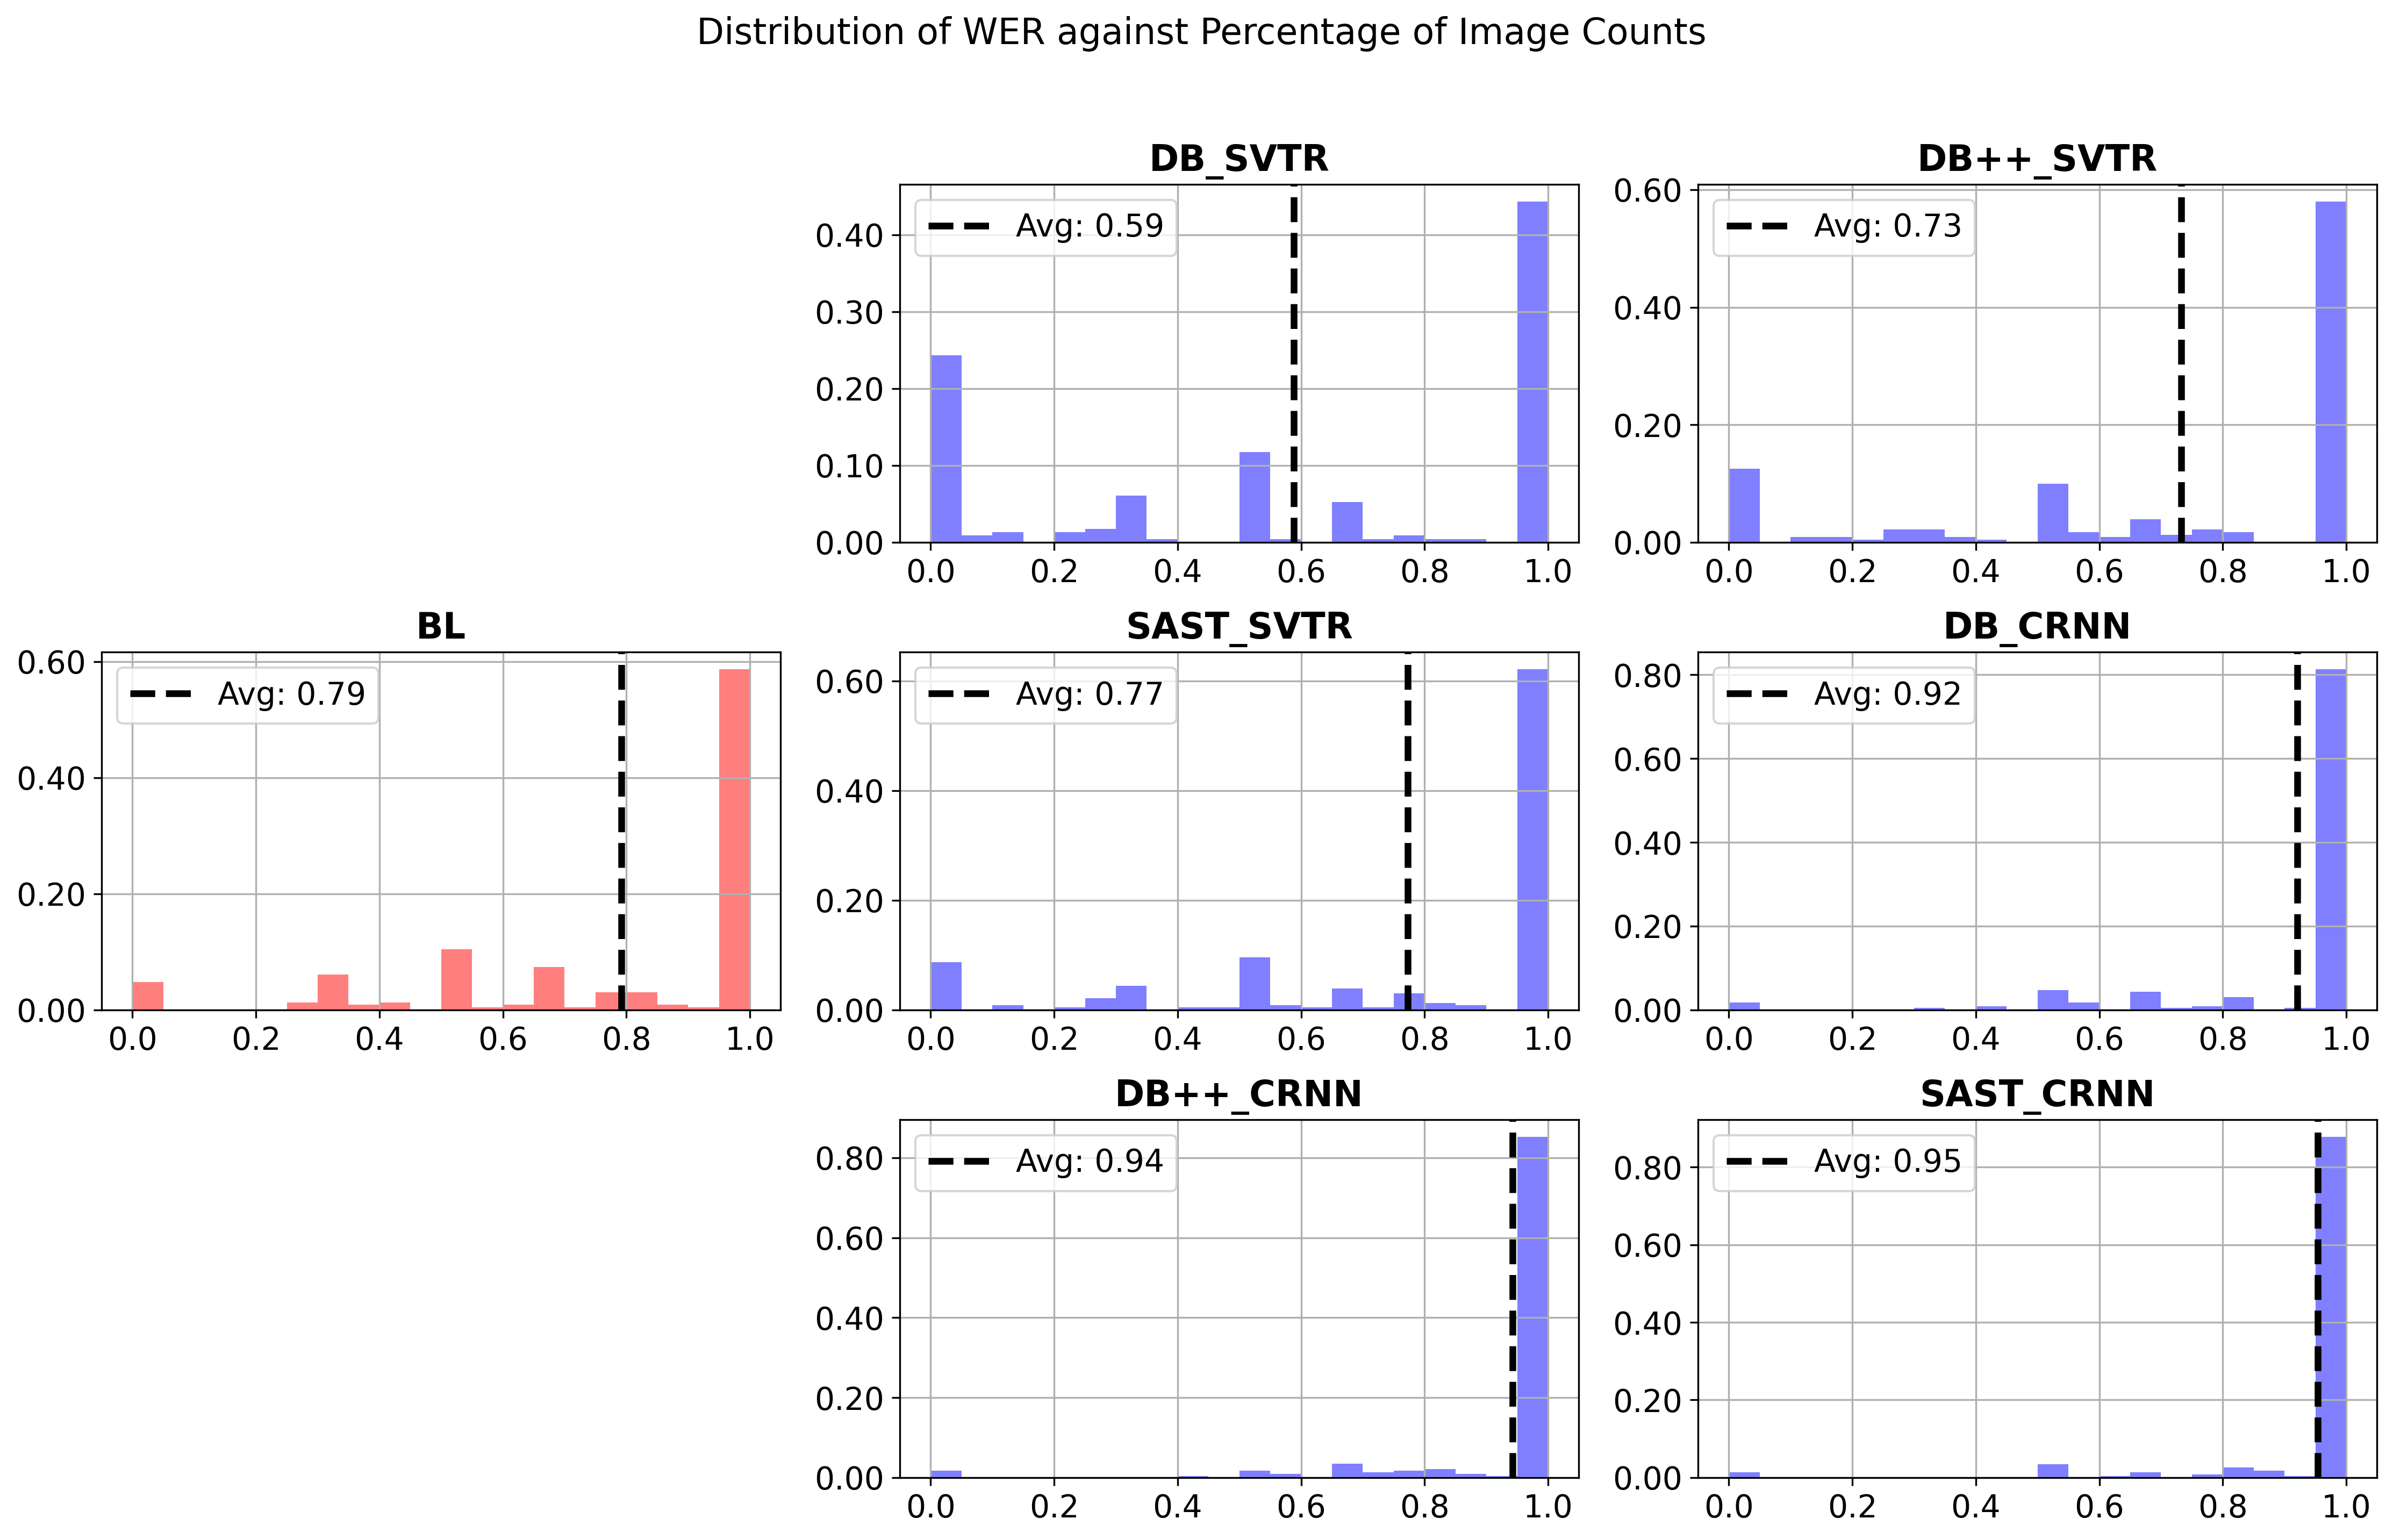 Distribution of WER against Percentage of Image Counts
DB_SVTR
Avg: 0.59
0.40
0.30
0.20
0.10
0.00
0.0 0.2 0.4 0.6 0.8 1.0
DB++_SVTR
Avg: 0.73
0.60
0.40
0.20
0.00
0.0 0.2 0.4 0.6 0.8 1.0
BL
Avg: 0.79
0.60
0.40
0.20
0.00
0.0 0.2 0.4 0.6 0.8 1.0
SAST_SVTR
Avg: 0.77
0.60
0.40
0.20
0.00
0.0 0.2 0.4 0.6 0.8 1.0
DB_CRNN
Avg: 0.92
0.80
0.60
0.40
0.20
0.00
0.0 0.2 0.4 0.6 0.8 1.0
DB++_CRNN
Avg: 0.94
0.80
0.60
0.40
0.20
0.00
0.0 0.2 0.4 0.6 0.8 1.0
SAST_CRNN
Avg: 0.95
0.80
0.60
0.40
0.20
0.00
0.0 0.2 0.4 0.6 0.8 1.0